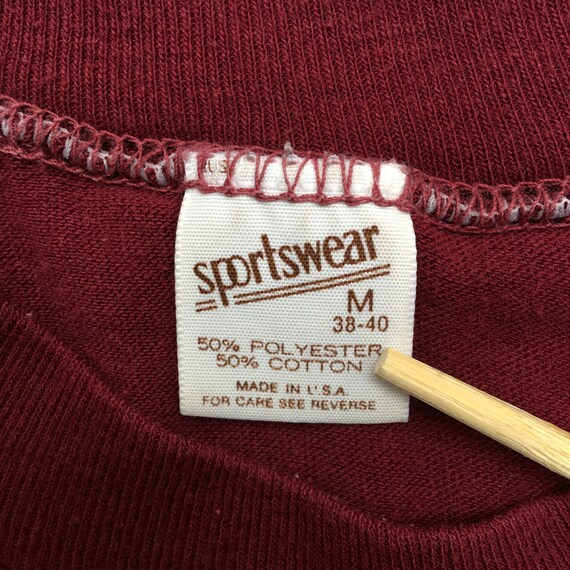 sportswear
M
38-40
50% POLYESTER
50% COTTON
MADE IN U.S.A.
FOR CARE SEE REVERSE